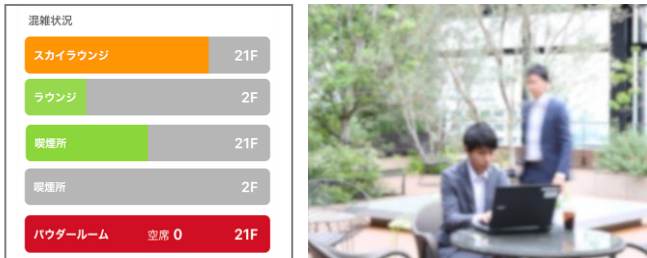 混雑状況
スカイラウンジ 21F
ラウンジ 2F
喫煙所 21F
喫煙所 2F
パウダールーム 空席 0 21F